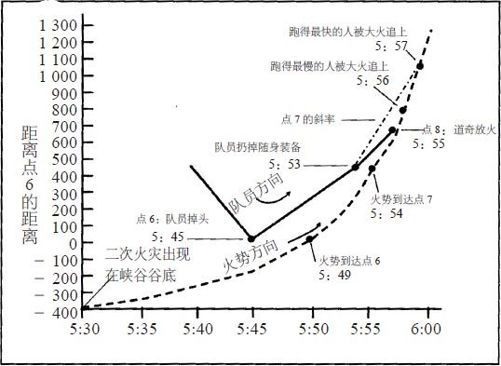 1 300
1 200
1 100
1 000
900
800
700
600
500
400
300
200
100
0
－100
－200
－300
－400
距离点6的距离
跑得最快的人被大火追上
5：57
跑得最慢的人被大火追上
5：56
点7的斜率
队员扔掉随身装备
5：53
点8：道奇放火
5：55
队员方向
火势到达点7
5：54
点6：队员掉头
5：45
火势方向
火势到达点6
5：49
二次火灾出现
在峡谷谷底
5:30
5:35
5:40
5:45
5:50
5:55
6:00